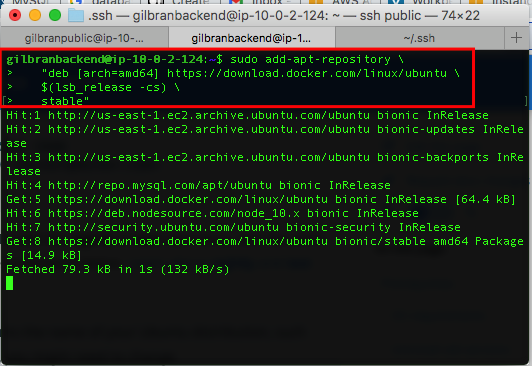 .ssh — gilbranbackend@ip-10-0-2-124: ~ — ssh public — 74×22
gilbranpublic@ip-10-... gilbranbackend@ip-1... ~/.ssh
gilbranbackend@ip-10-0-2-124:~$ sudo add-apt-repository \
> "deb [arch=amd64] https://download.docker.com/linux/ubuntu \
> $(lsb_release -cs) \
> stable"
Hit:1 http://us-east-1.ec2.archive.ubuntu.com/ubuntu bionic InRelease
Hit:2 http://us-east-1.ec2.archive.ubuntu.com/ubuntu bionic-updates InRele
ase
Hit:3 http://us-east-1.ec2.archive.ubuntu.com/ubuntu bionic-backports InRe
lease
Hit:4 http://repo.mysql.com/apt/ubuntu bionic InRelease
Get:5 https://download.docker.com/linux/ubuntu bionic InRelease [64.4 kB]
Hit:6 https://deb.nodesource.com/node_10.x bionic InRelease
Hit:7 http://security.ubuntu.com/ubuntu bionic-security InRelease
Get:8 https://download.docker.com/linux/ubuntu bionic/stable amd64 Package
s [14.9 kB]
Fetched 79.3 kB in 1s (132 kB/s)